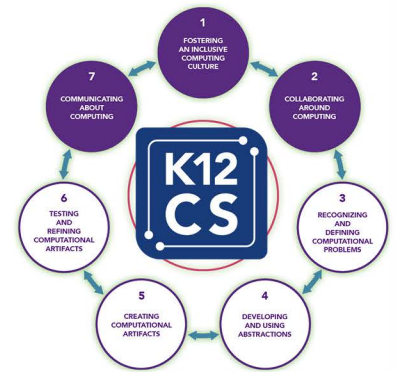 1
FOSTERING
AN INCLUSIVE
COMPUTING
CULTURE
2
COLLABORATING
AROUND
COMPUTING
3
RECOGNIZING
AND
DEFINING
COMPUTATIONAL
PROBLEMS
4
DEVELOPING
AND USING
ABSTRACTIONS
5
CREATING
COMPUTATIONAL
ARTIFACTS
6
TESTING
AND
REFINING
COMPUTATIONAL
ARTIFACTS
7
COMMUNICATING
ABOUT
COMPUTING
K12
CS